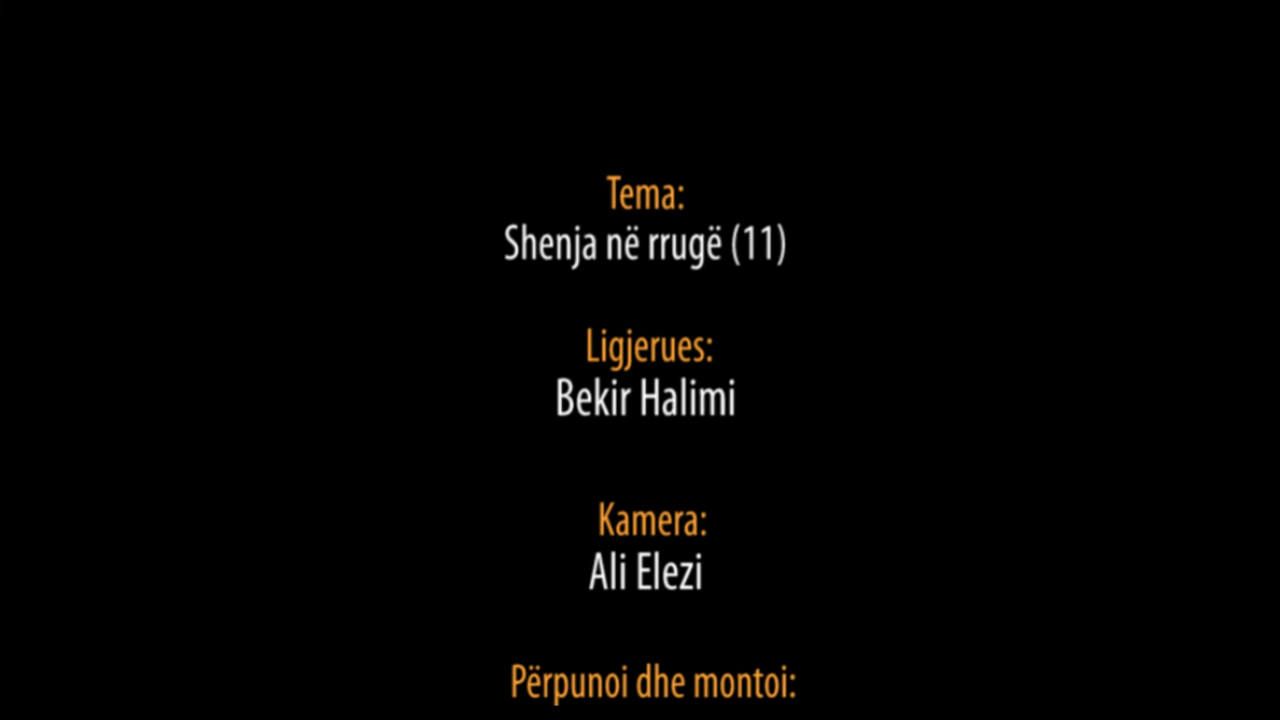 Tema:
Shenja në rrugë (11)
Ligjerues:
Bekir Halimi
Kamera:
Ali Elezi
Përpunoi dhe montoi: